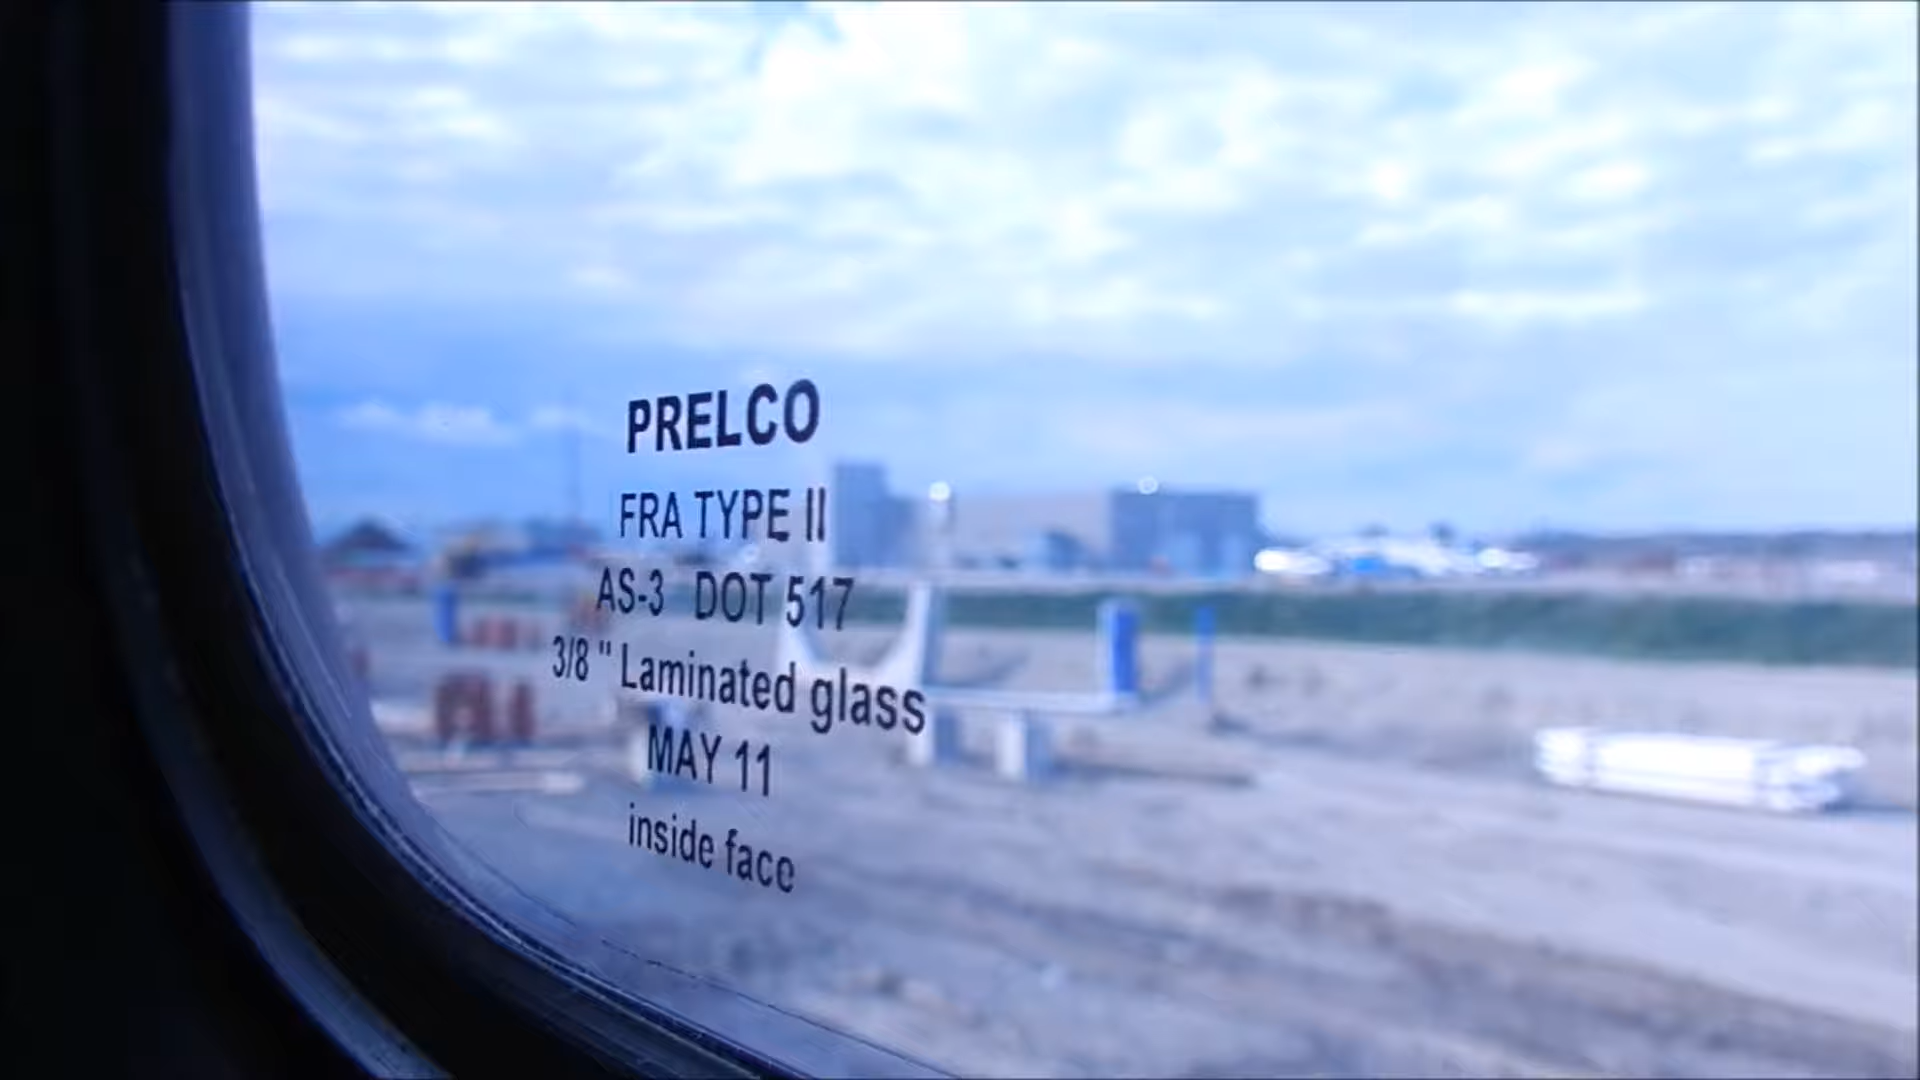 PRELCO
FRA TYPE II
AS-3 DOT 517
3/8 " Laminated glass
MAY 11
inside face